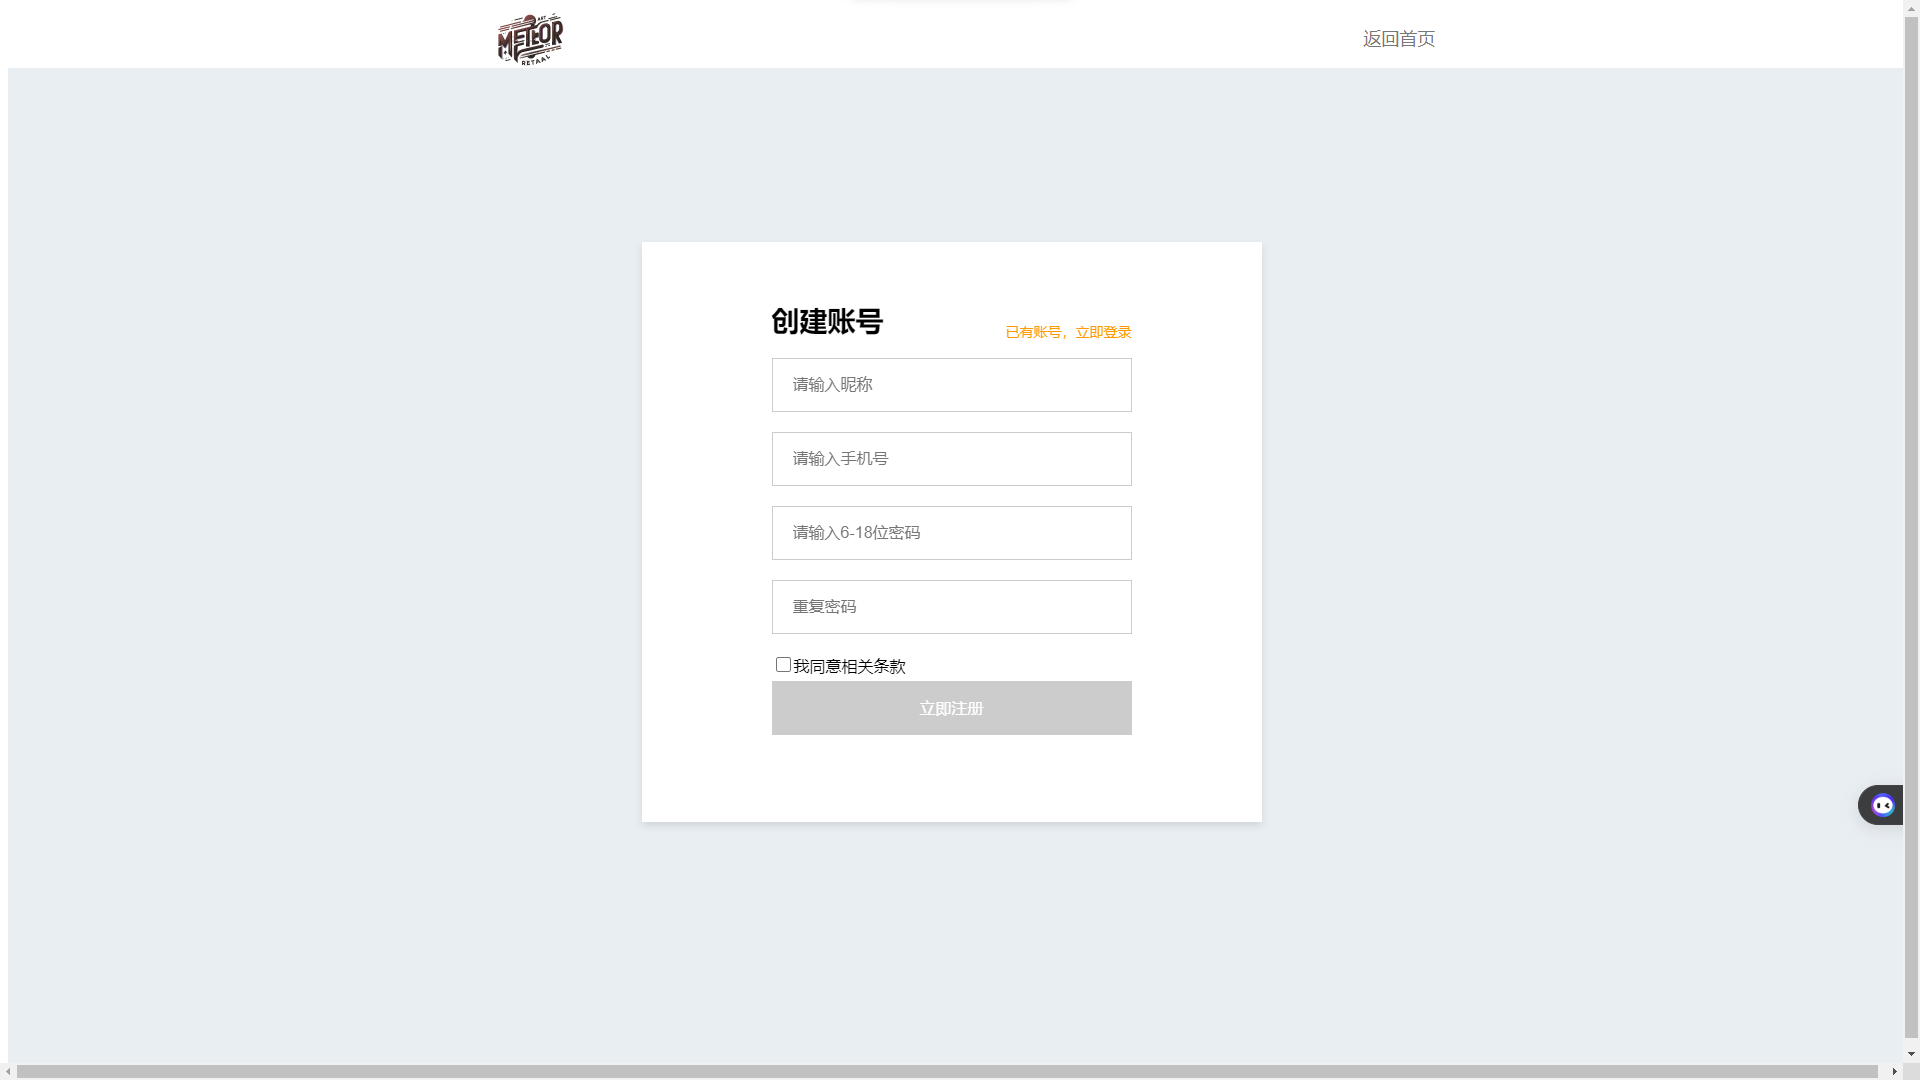 ART
METEOR
RETAAL
返回首页
创建账号
已有账号，立即登录
请输入昵称
请输入手机号
请输入6-18位密码
重复密码
我同意相关条款
立即注册